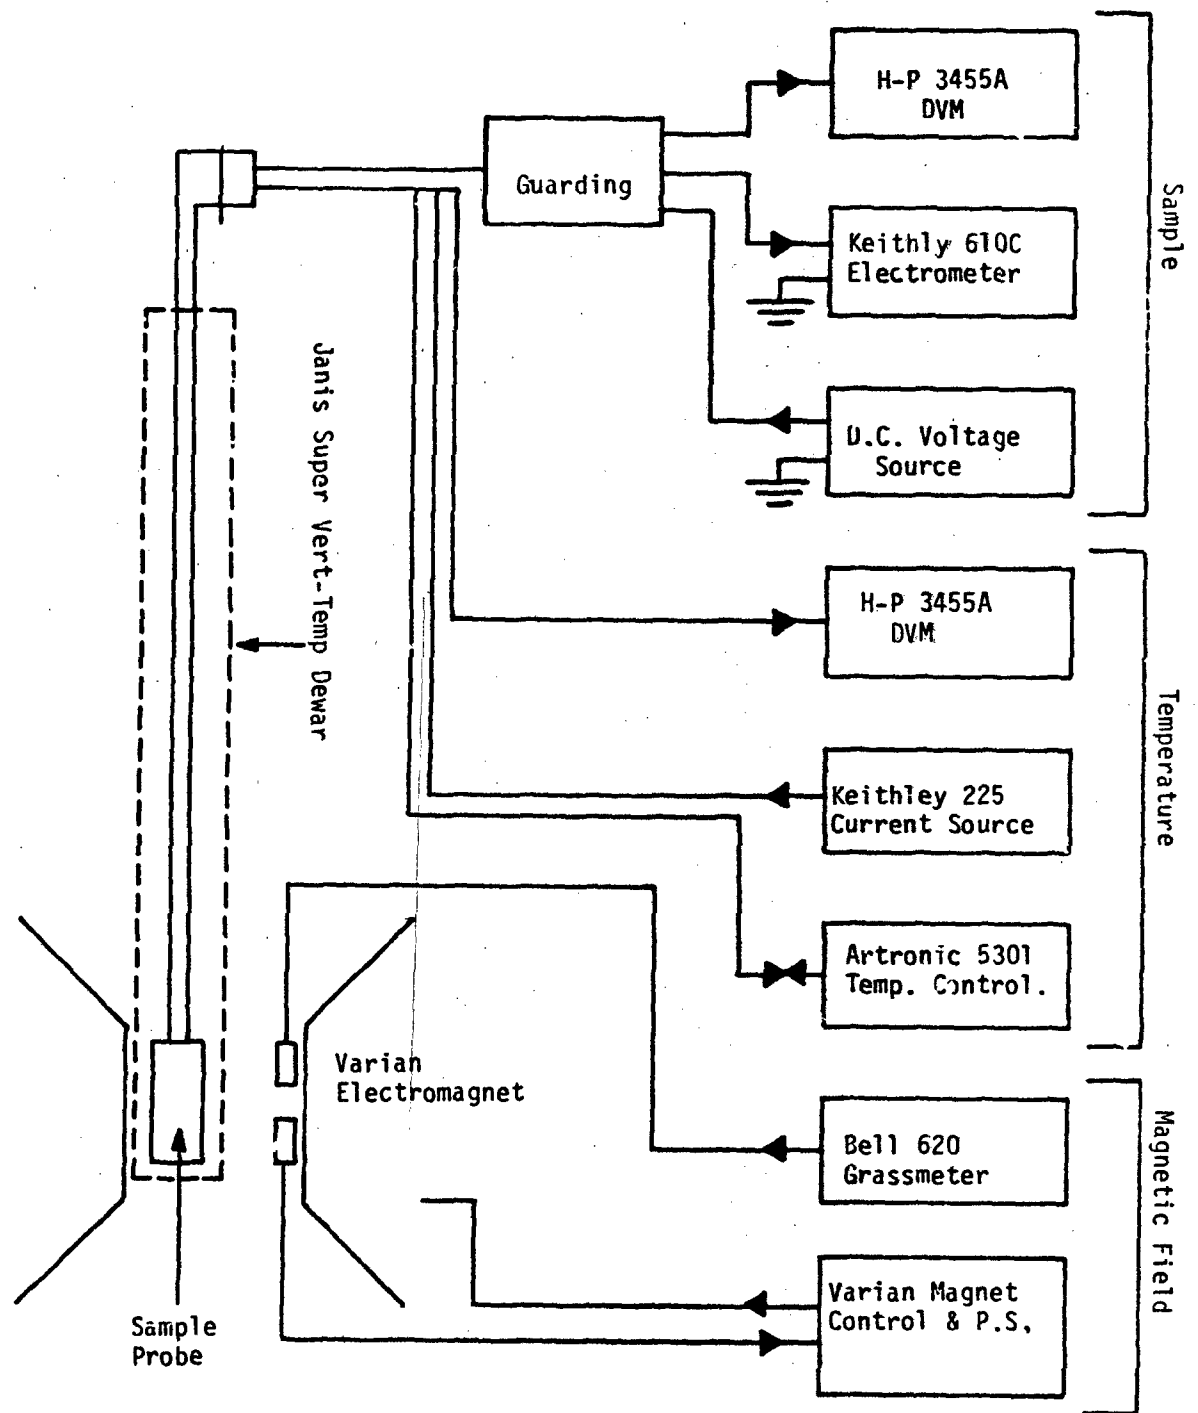 H-P 3455A
DVM
Guarding
Keithly 610C
Electrometer
D.C. Voltage
Source
Sample
Janis Super Vert-Temp Dewar
H-P 3455A
DVM
Keithley 225
Current Source
Artronic 5301
Temp. Control.
Temperature
Varian
Electromagnet
Bell 620
Grassmeter
Varian Magnet
Control & P.S.
Magnetic Field
Sample
Probe